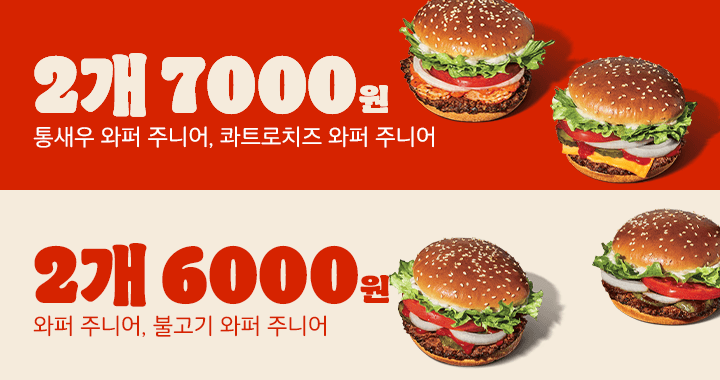 2개 7000원
통새우 와퍼 주니어, 콰트로치즈 와퍼 주니어
2개 6000원
와퍼 주니어, 불고기 와퍼 주니어